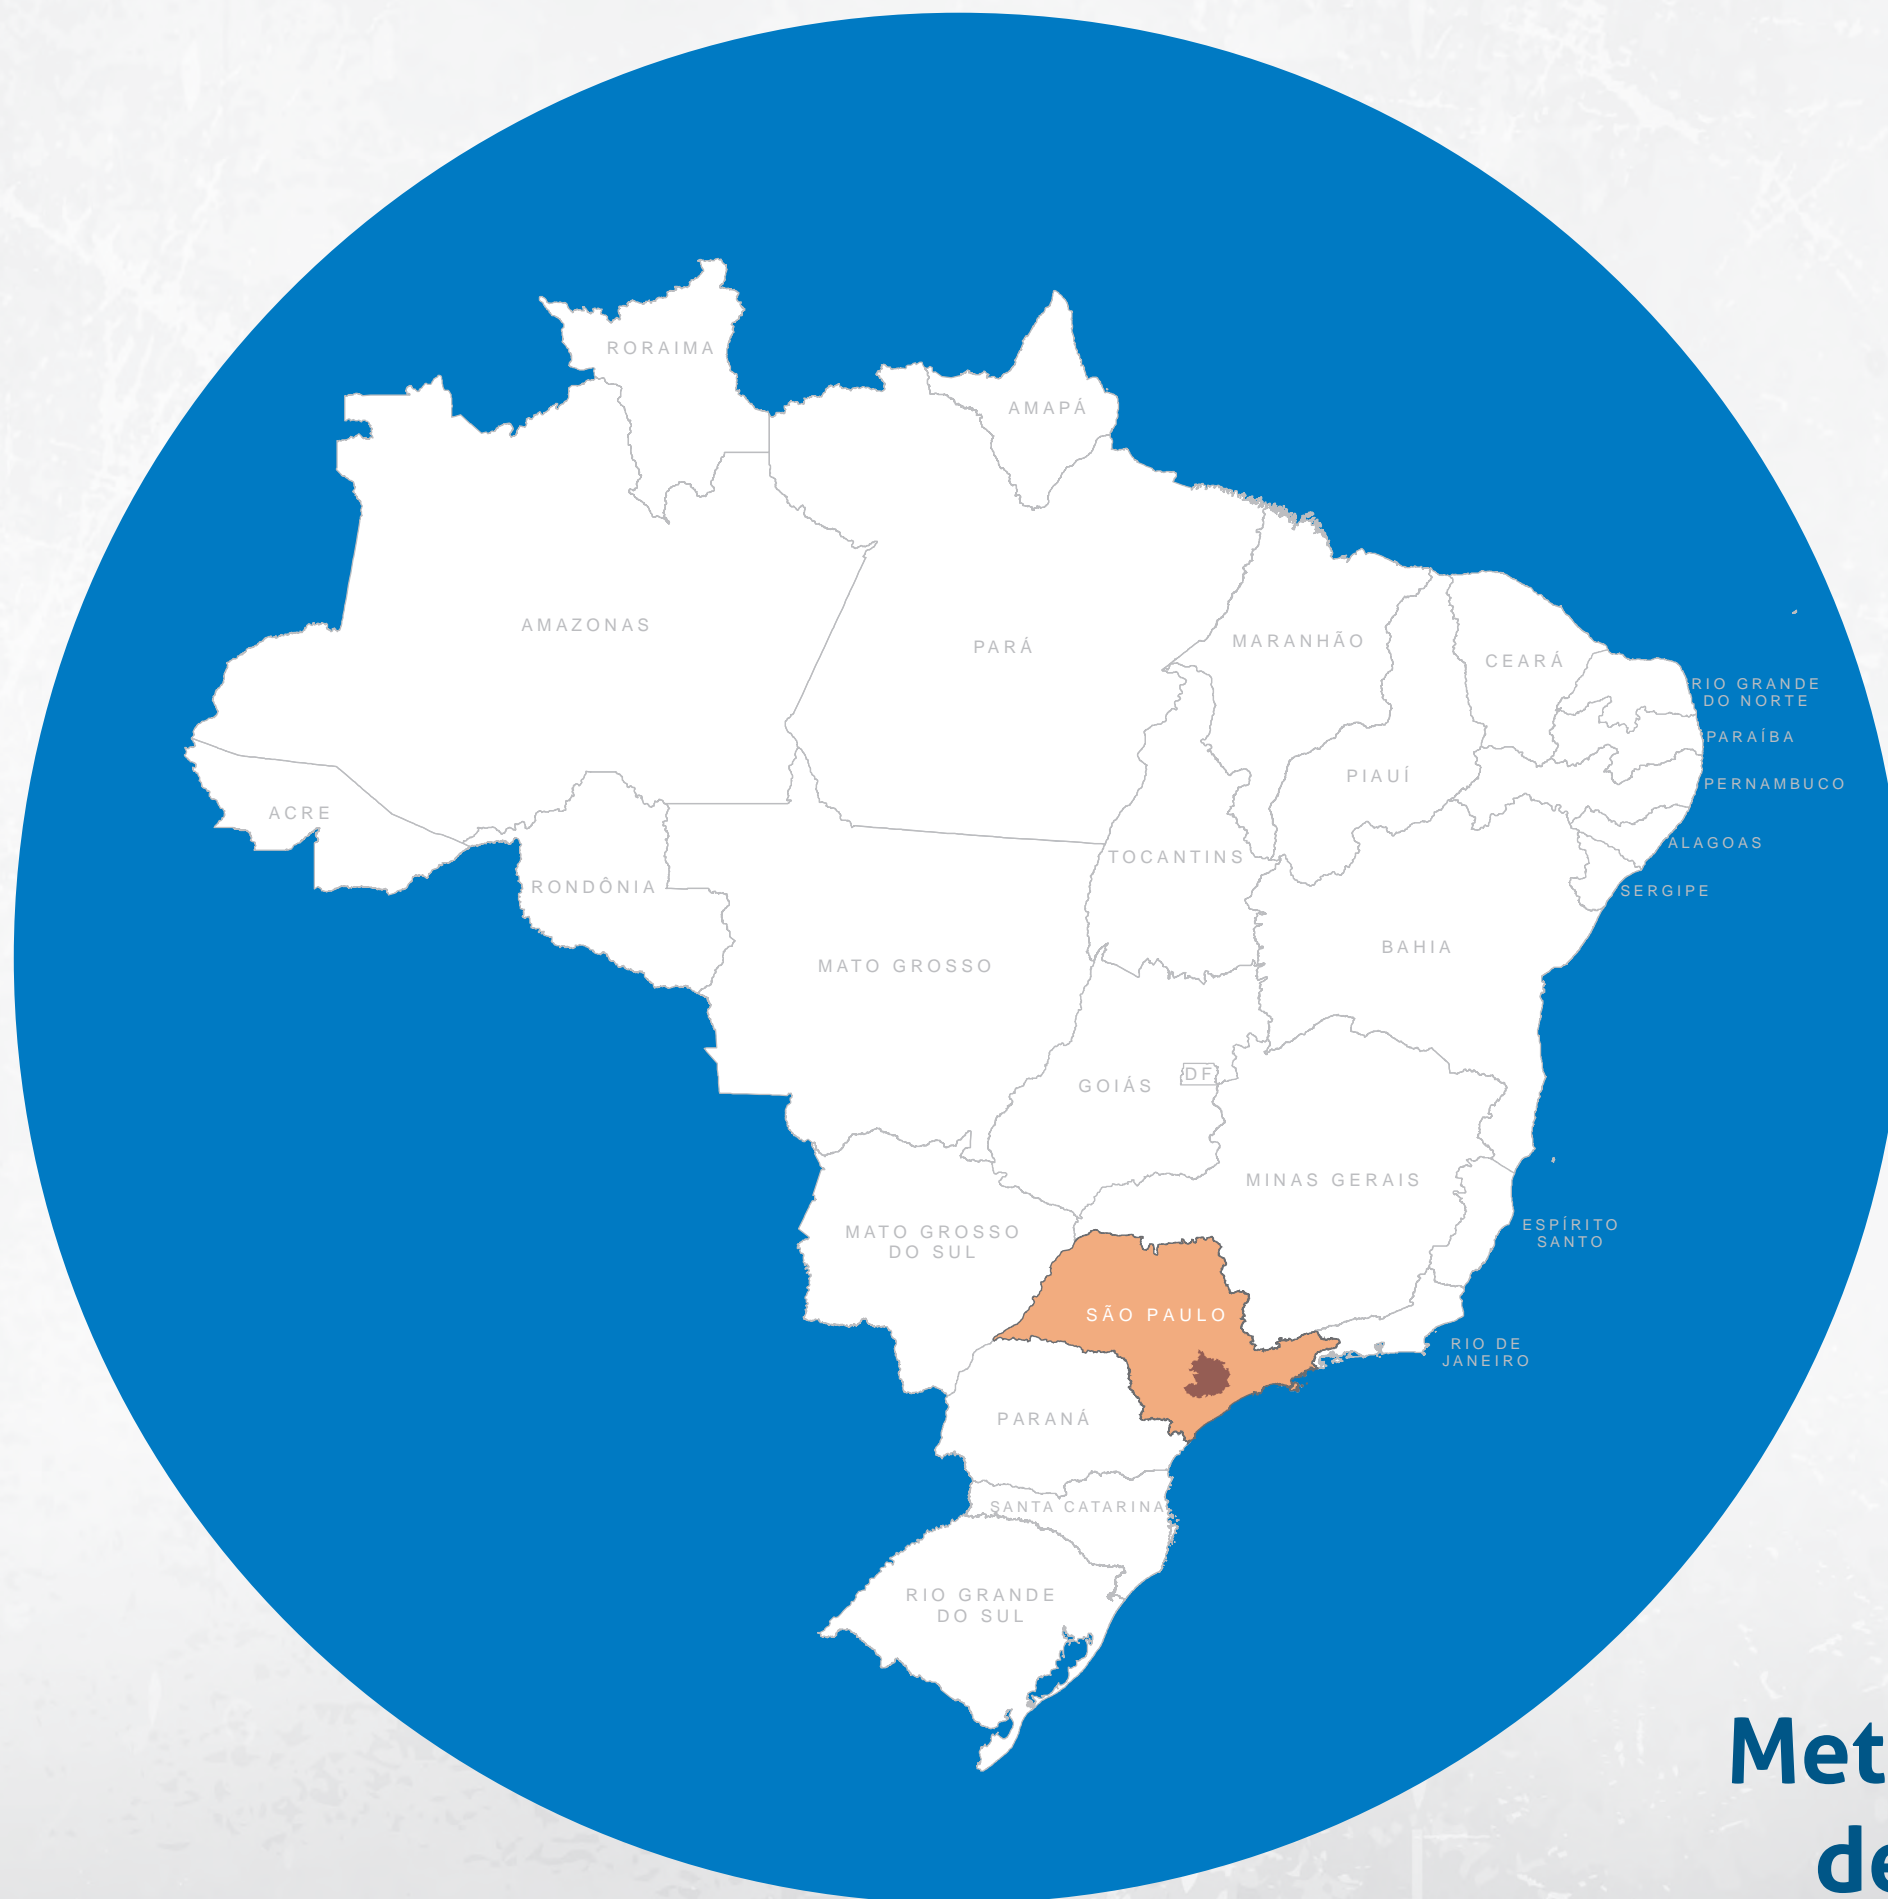 RORAIMA
AMAPÁ
AMAZONAS
PARÁ
MARANHÃO
CEARÁ
RIO GRANDE
DO NORTE
PARAÍBA
PIAUÍ
PERNAMBUCO
ACRE
ALAGOAS
TOCANTINS
RONDÔNIA
SERGIPE
BAHIA
MATO GROSSO
DF
GOIÁS
MINAS GERAIS
ESPÍRITO
SANTO
MATO GROSSO
DO SUL
SÃO PAULO
RIO DE
JANEIRO
PARANÁ
SANTA CATARINA
RIO GRANDE
DO SUL
Met
de